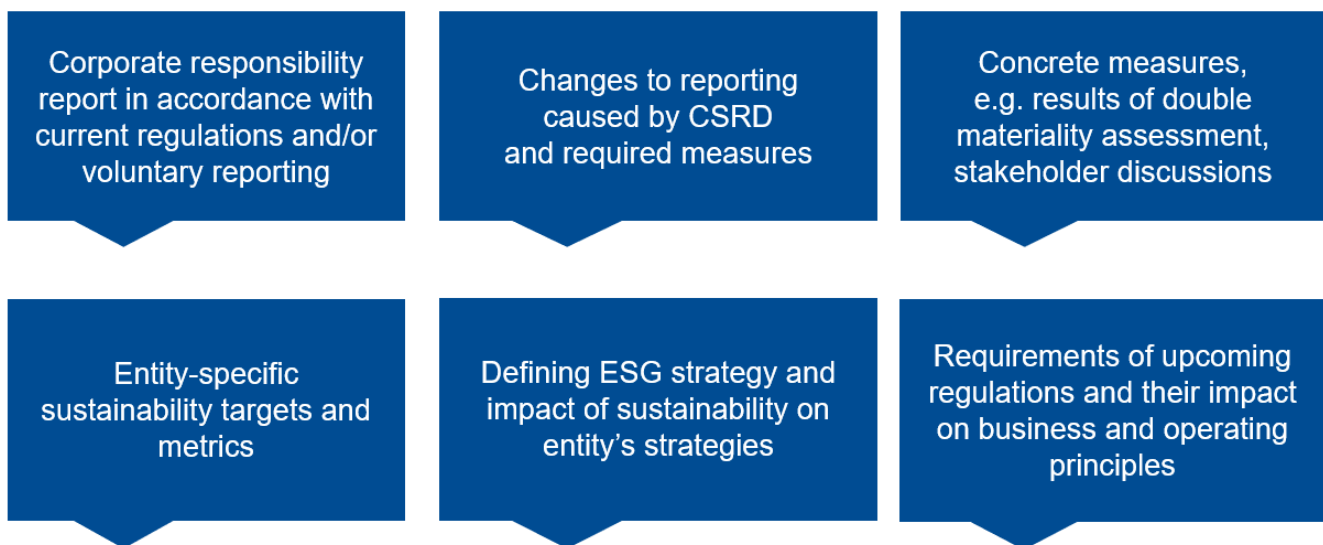 Corporate responsibility
report in accordance with
current regulations and/or
voluntary reporting
Changes to reporting
caused by CSRD
and required measures
Concrete measures,
e.g. results of double
materiality assessment,
stakeholder discussions
Entity-specific
sustainability targets and
metrics
Defining ESG strategy and
impact of sustainability on
entity’s strategies
Requirements of upcoming
regulations and their impact
on business and operating
principles